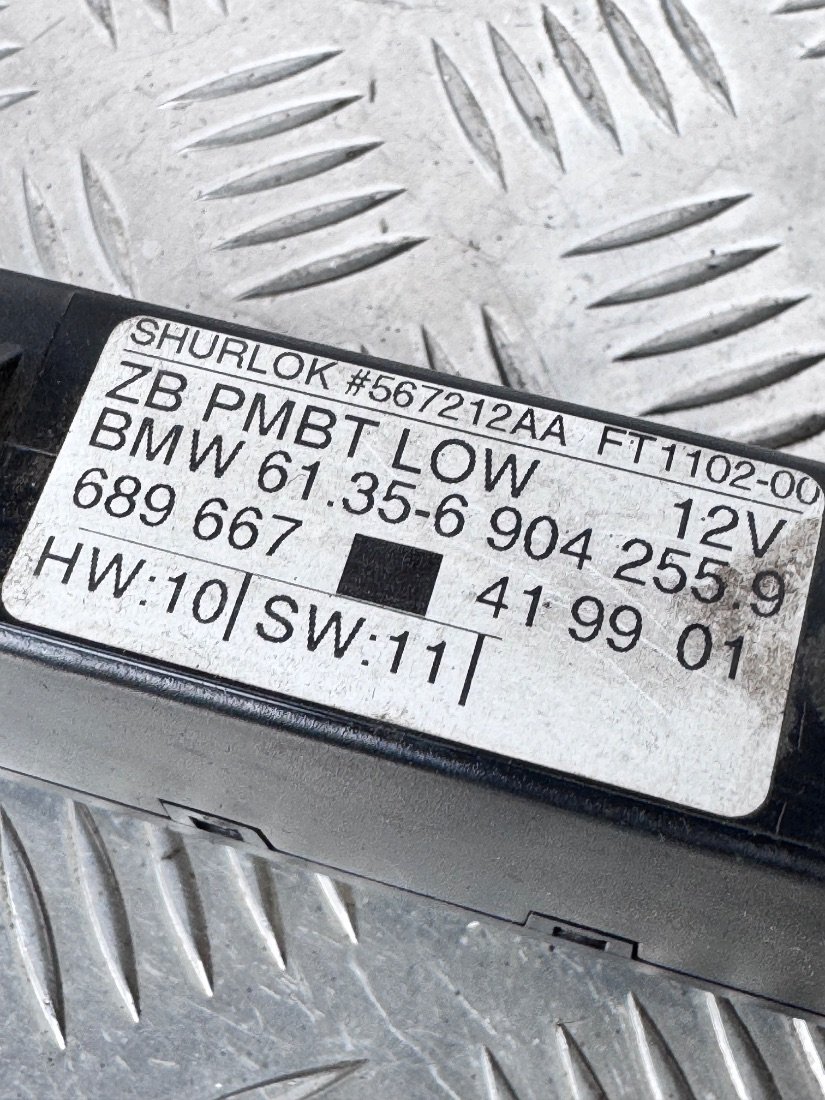 SHURLOK #567212AA FT1102-00
ZB PMBT LOW 12V
BMW 61.35-6 904 255.9
689 667 41 99 01
HW:10 SW:11